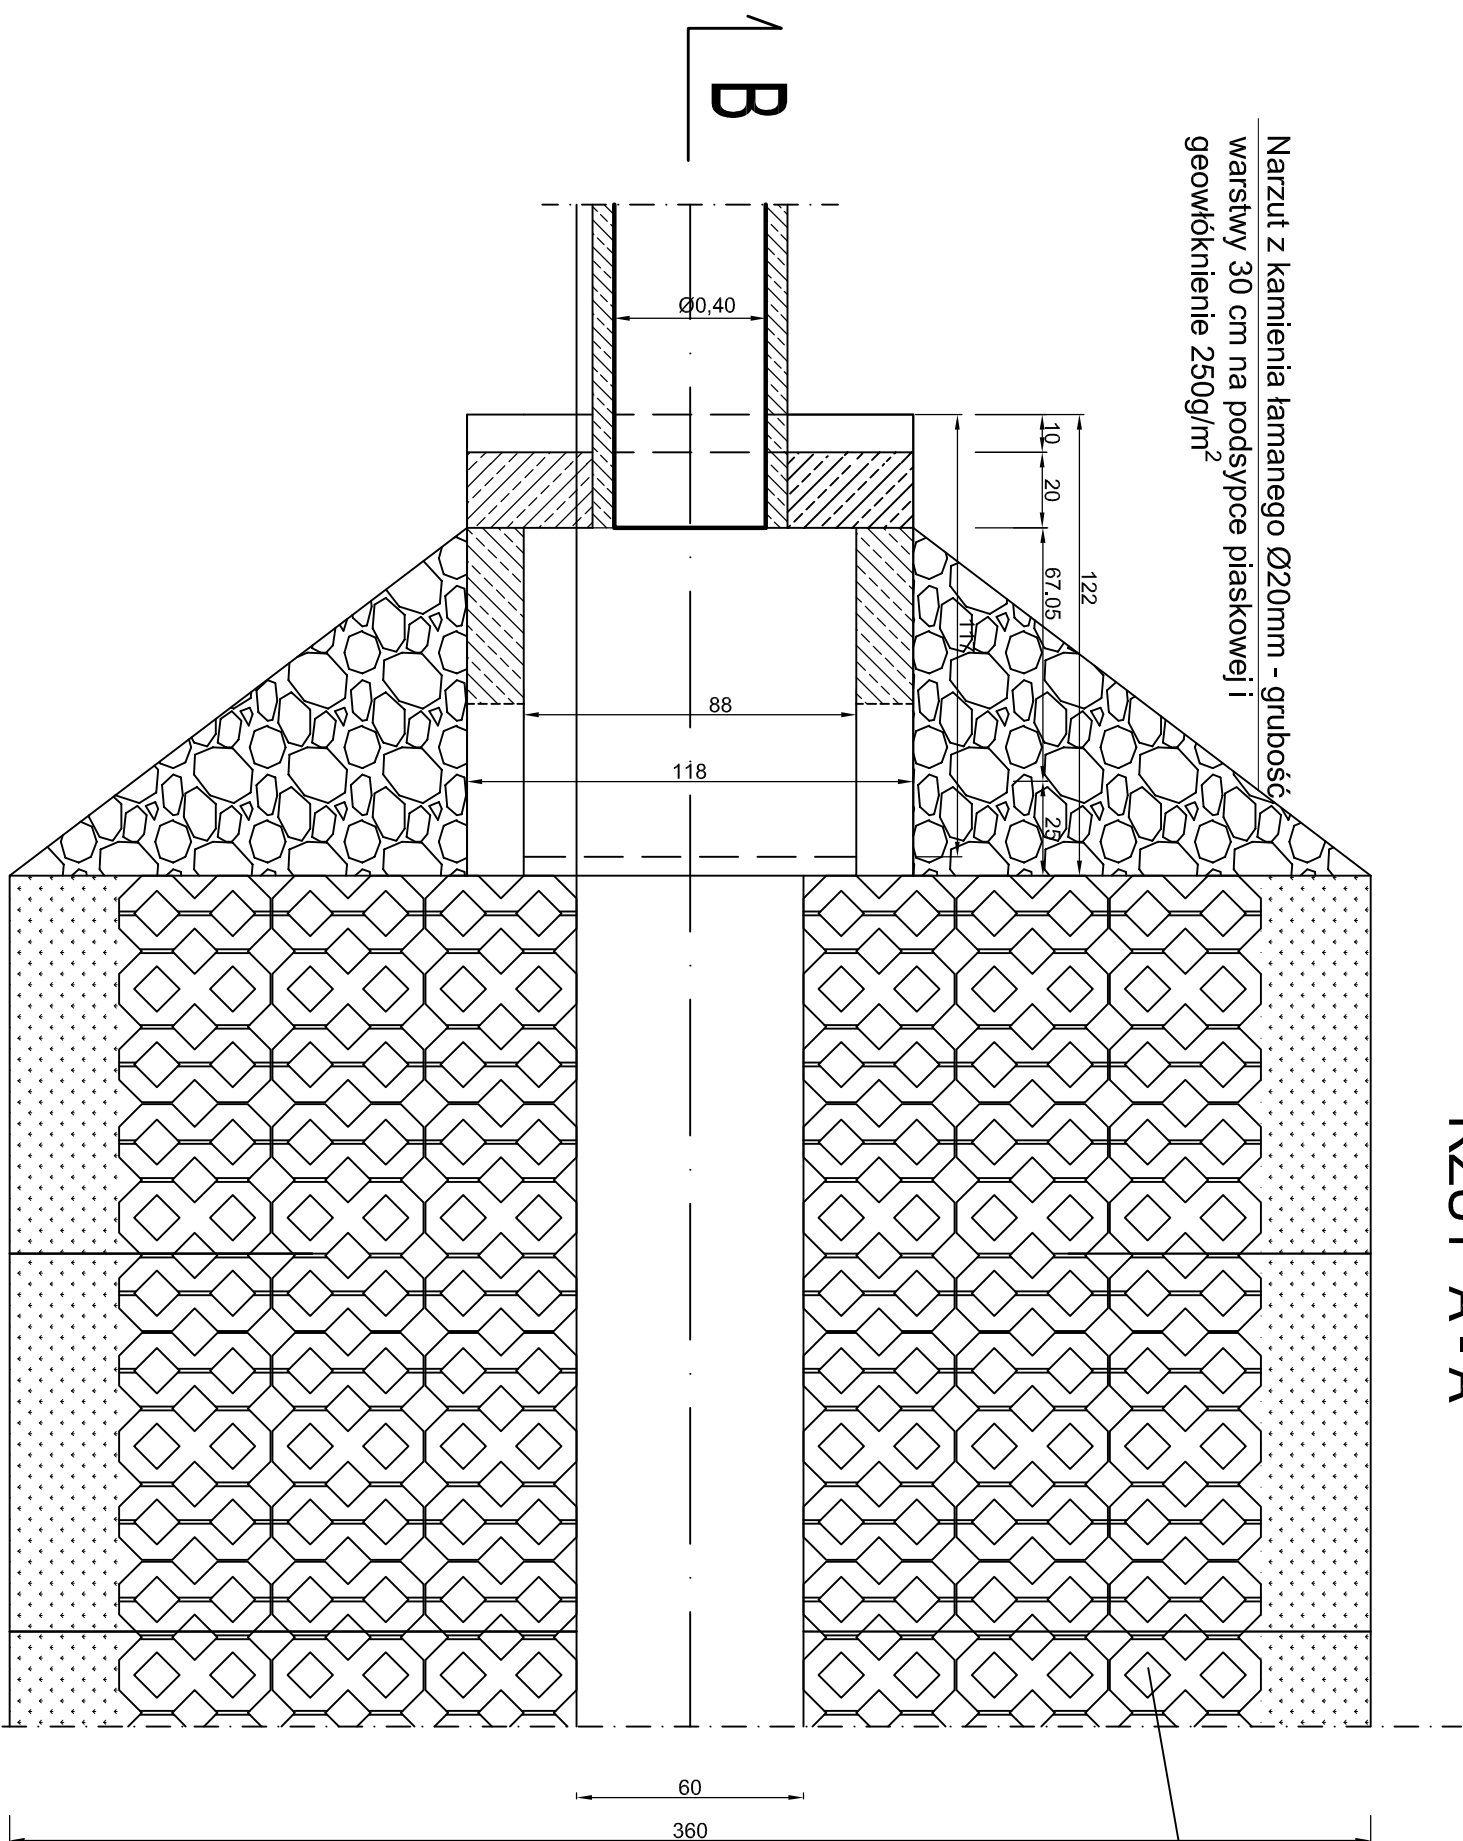 B
Narzut z kamienia łamanego Ø20mm - grubość
warstwy 30 cm na podsypce piaskowej i
geowłóknienie 250g/m²
RZUT A - A
Ø0,40
10
20
67.05
25
122
117
88
118
60
360